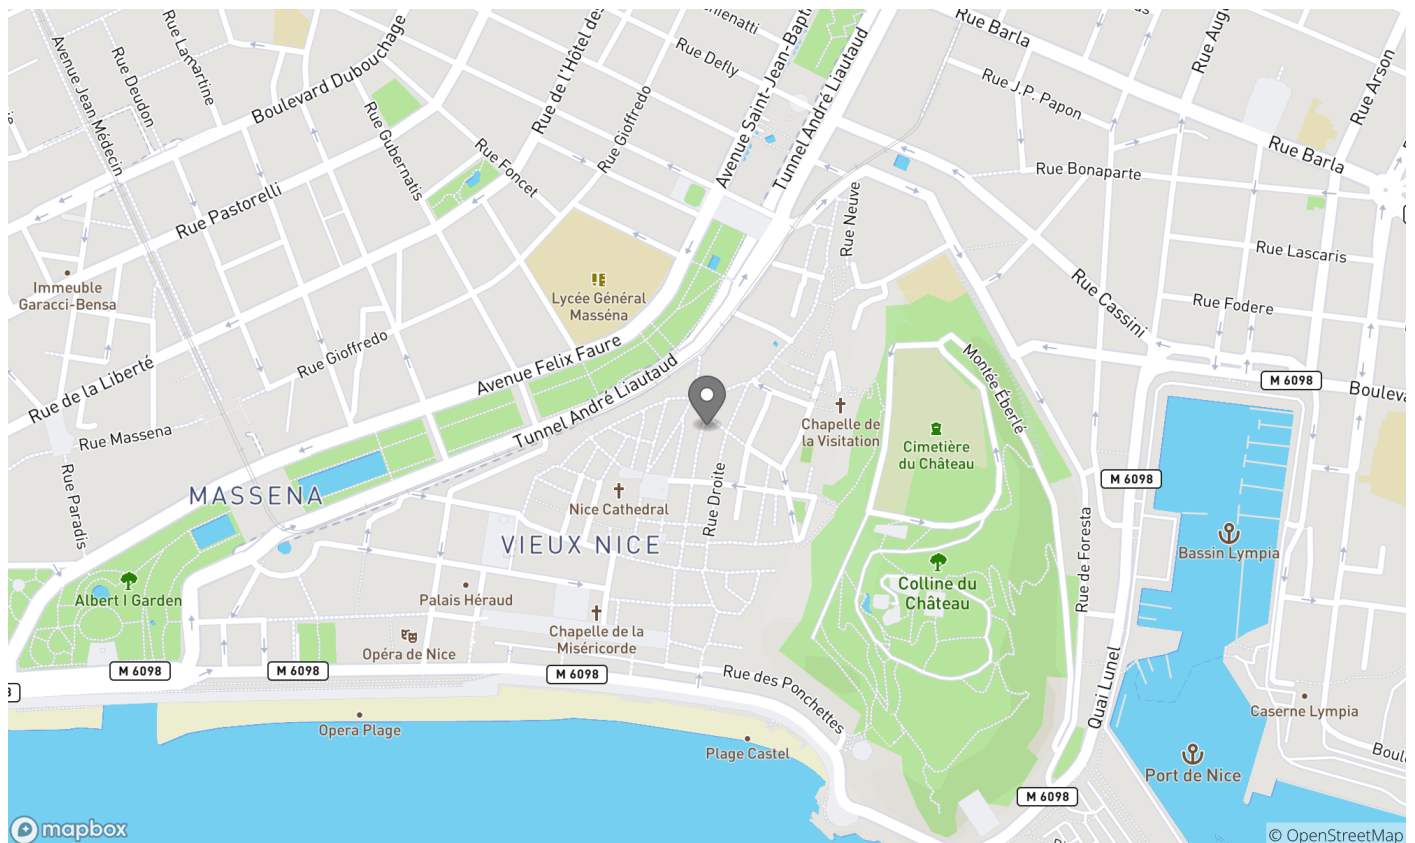 Rue Lamartine
Rue de l'Hôtel des
Avenue Saint-Jean-Bapti
Tunnel André Liautaud
Rue Barla
Rue Augu
Rue Arson
Avenue Jean Médecin
Rue Deudon
Boulevard Dubouchage
Rue Defly
Rue J.P. Papon
Rue Gubernatis
Rue Foncet
Rue Gioffredo
Rue Barla
Rue Bonaparte
Rue Pastorelli
Rue Neuve
Rue Lascaris
Immeuble
Garacci-Bensa
Lycée Général
Masséna
Rue Cassini
Rue Fodere
Rue Gioffredo
Avenue Felix Faure
Montée Éberlé
Rue de la Liberté
M 6098
Tunnel André Liautaud
Chapelle de
la Visitation
Rue Massena
Cimetière
du Château
M 6098
Rue Paradis
MASSENA
Nice Cathedral
Rue Droite
VIEUX NICE
Rue de Foresta
Bassin Lympia
Albert I Garden
Palais Héraud
Colline du
Château
Chapelle de la
Miséricorde
Opéra de Nice
M 6098
M 6098
M 6098
Rue des Ponchettes
Quai Lunel
Opera Plage
Plage Castel
Caserne Lympia
Port de Nice
M 6098
mapbox
© OpenStreetMap